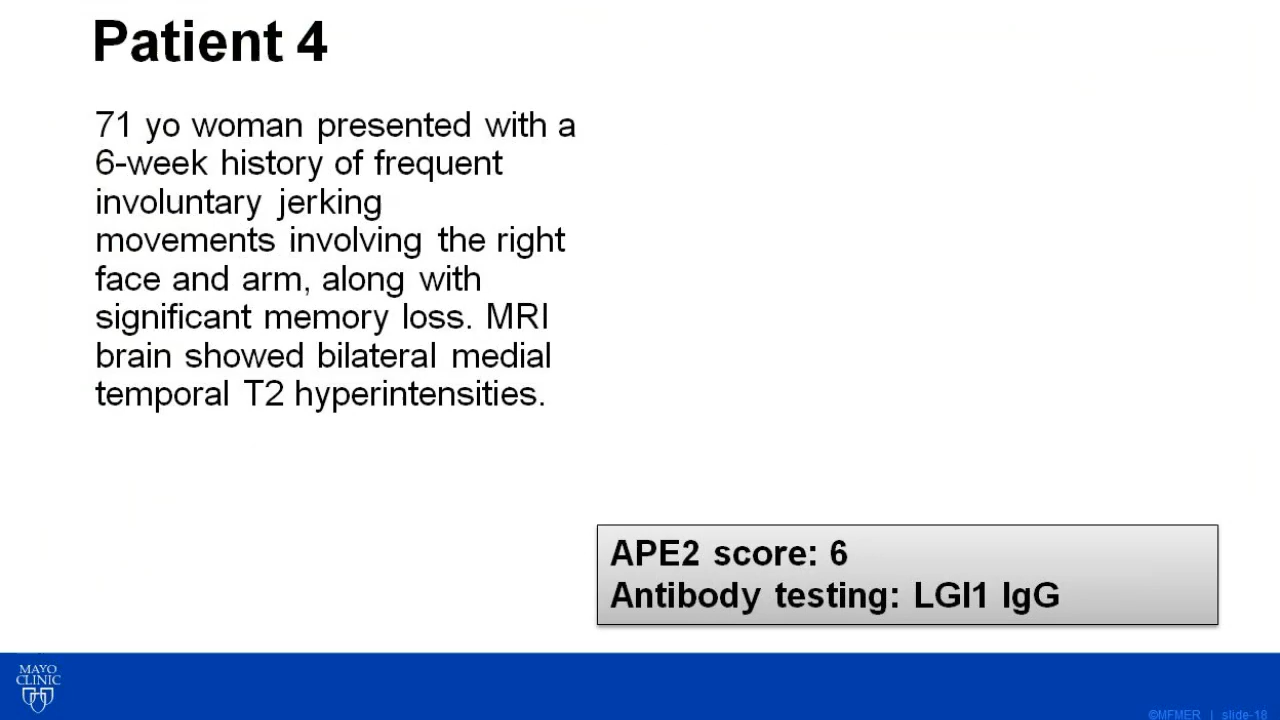 Patient 4
71 yo woman presented with a
6-week history of frequent
involuntary jerking
movements involving the right
face and arm, along with
significant memory loss. MRI
brain showed bilateral medial
temporal T2 hyperintensities.
APE2 score: 6
Antibody testing: LGI1 IgG
MAYO
CLINIC
©MFMER | slide-18